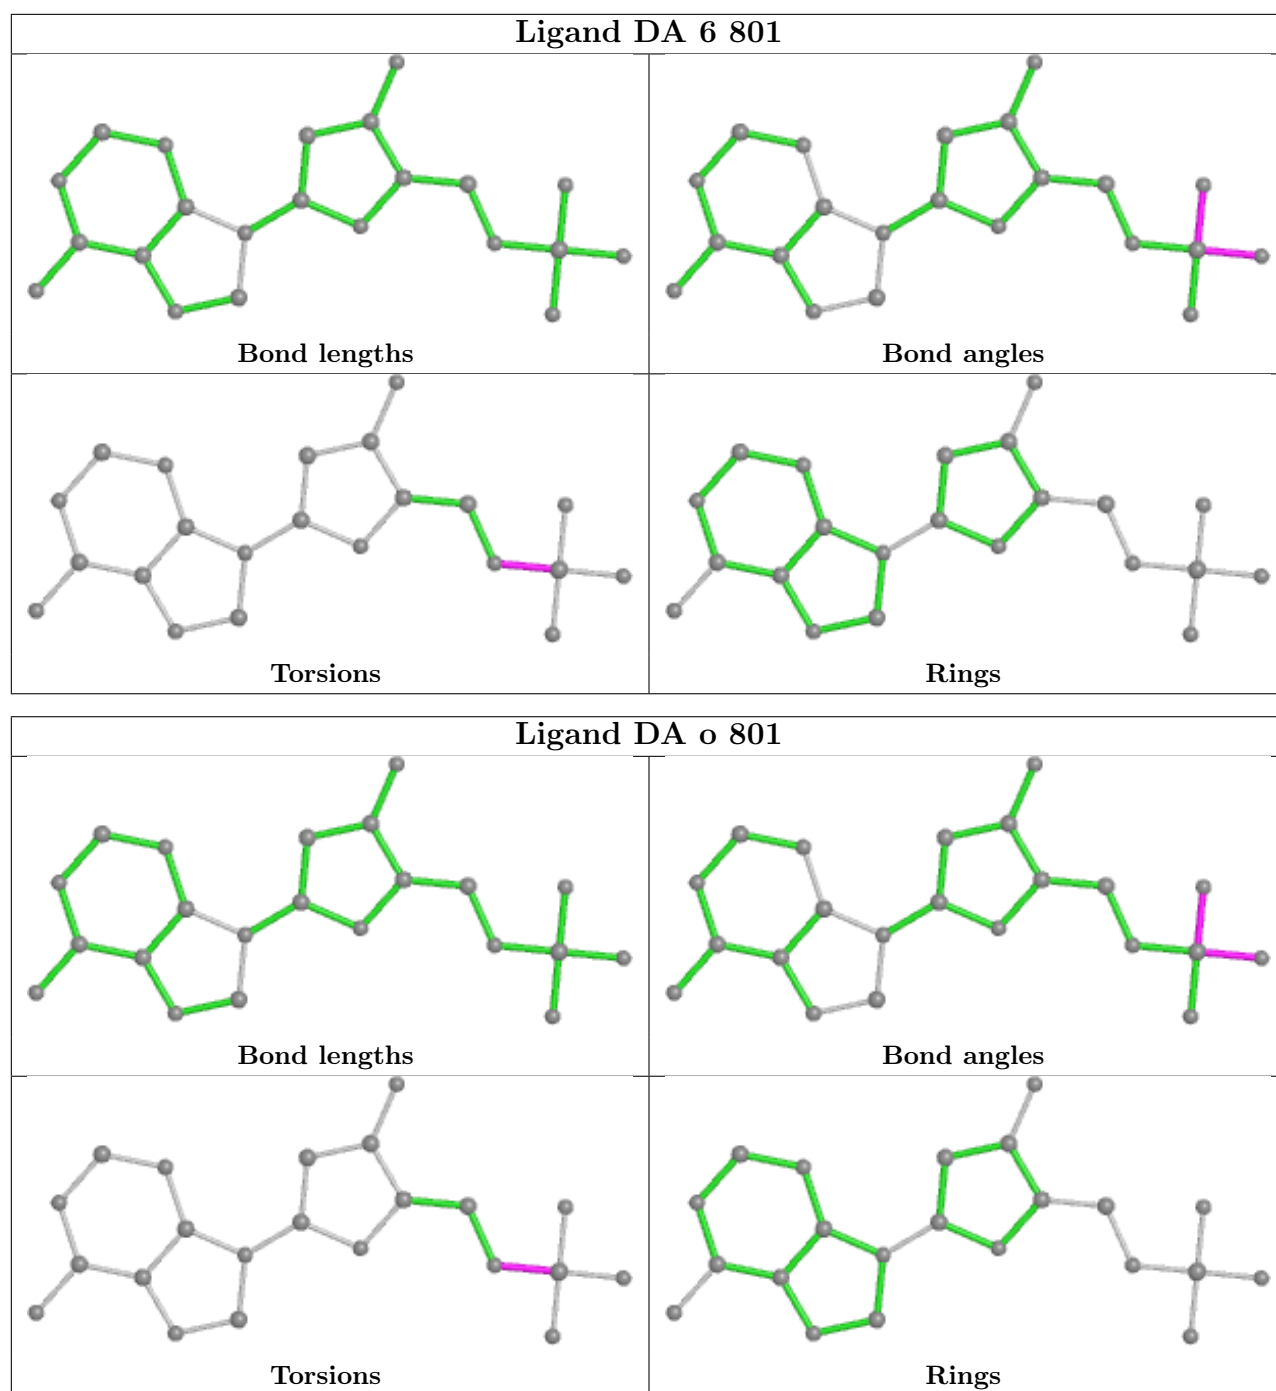 Ligand DA 6 801
Bond lengths
Bond angles
Torsions
Rings
Ligand DA o 801
Bond lengths
Bond angles
Torsions
Rings